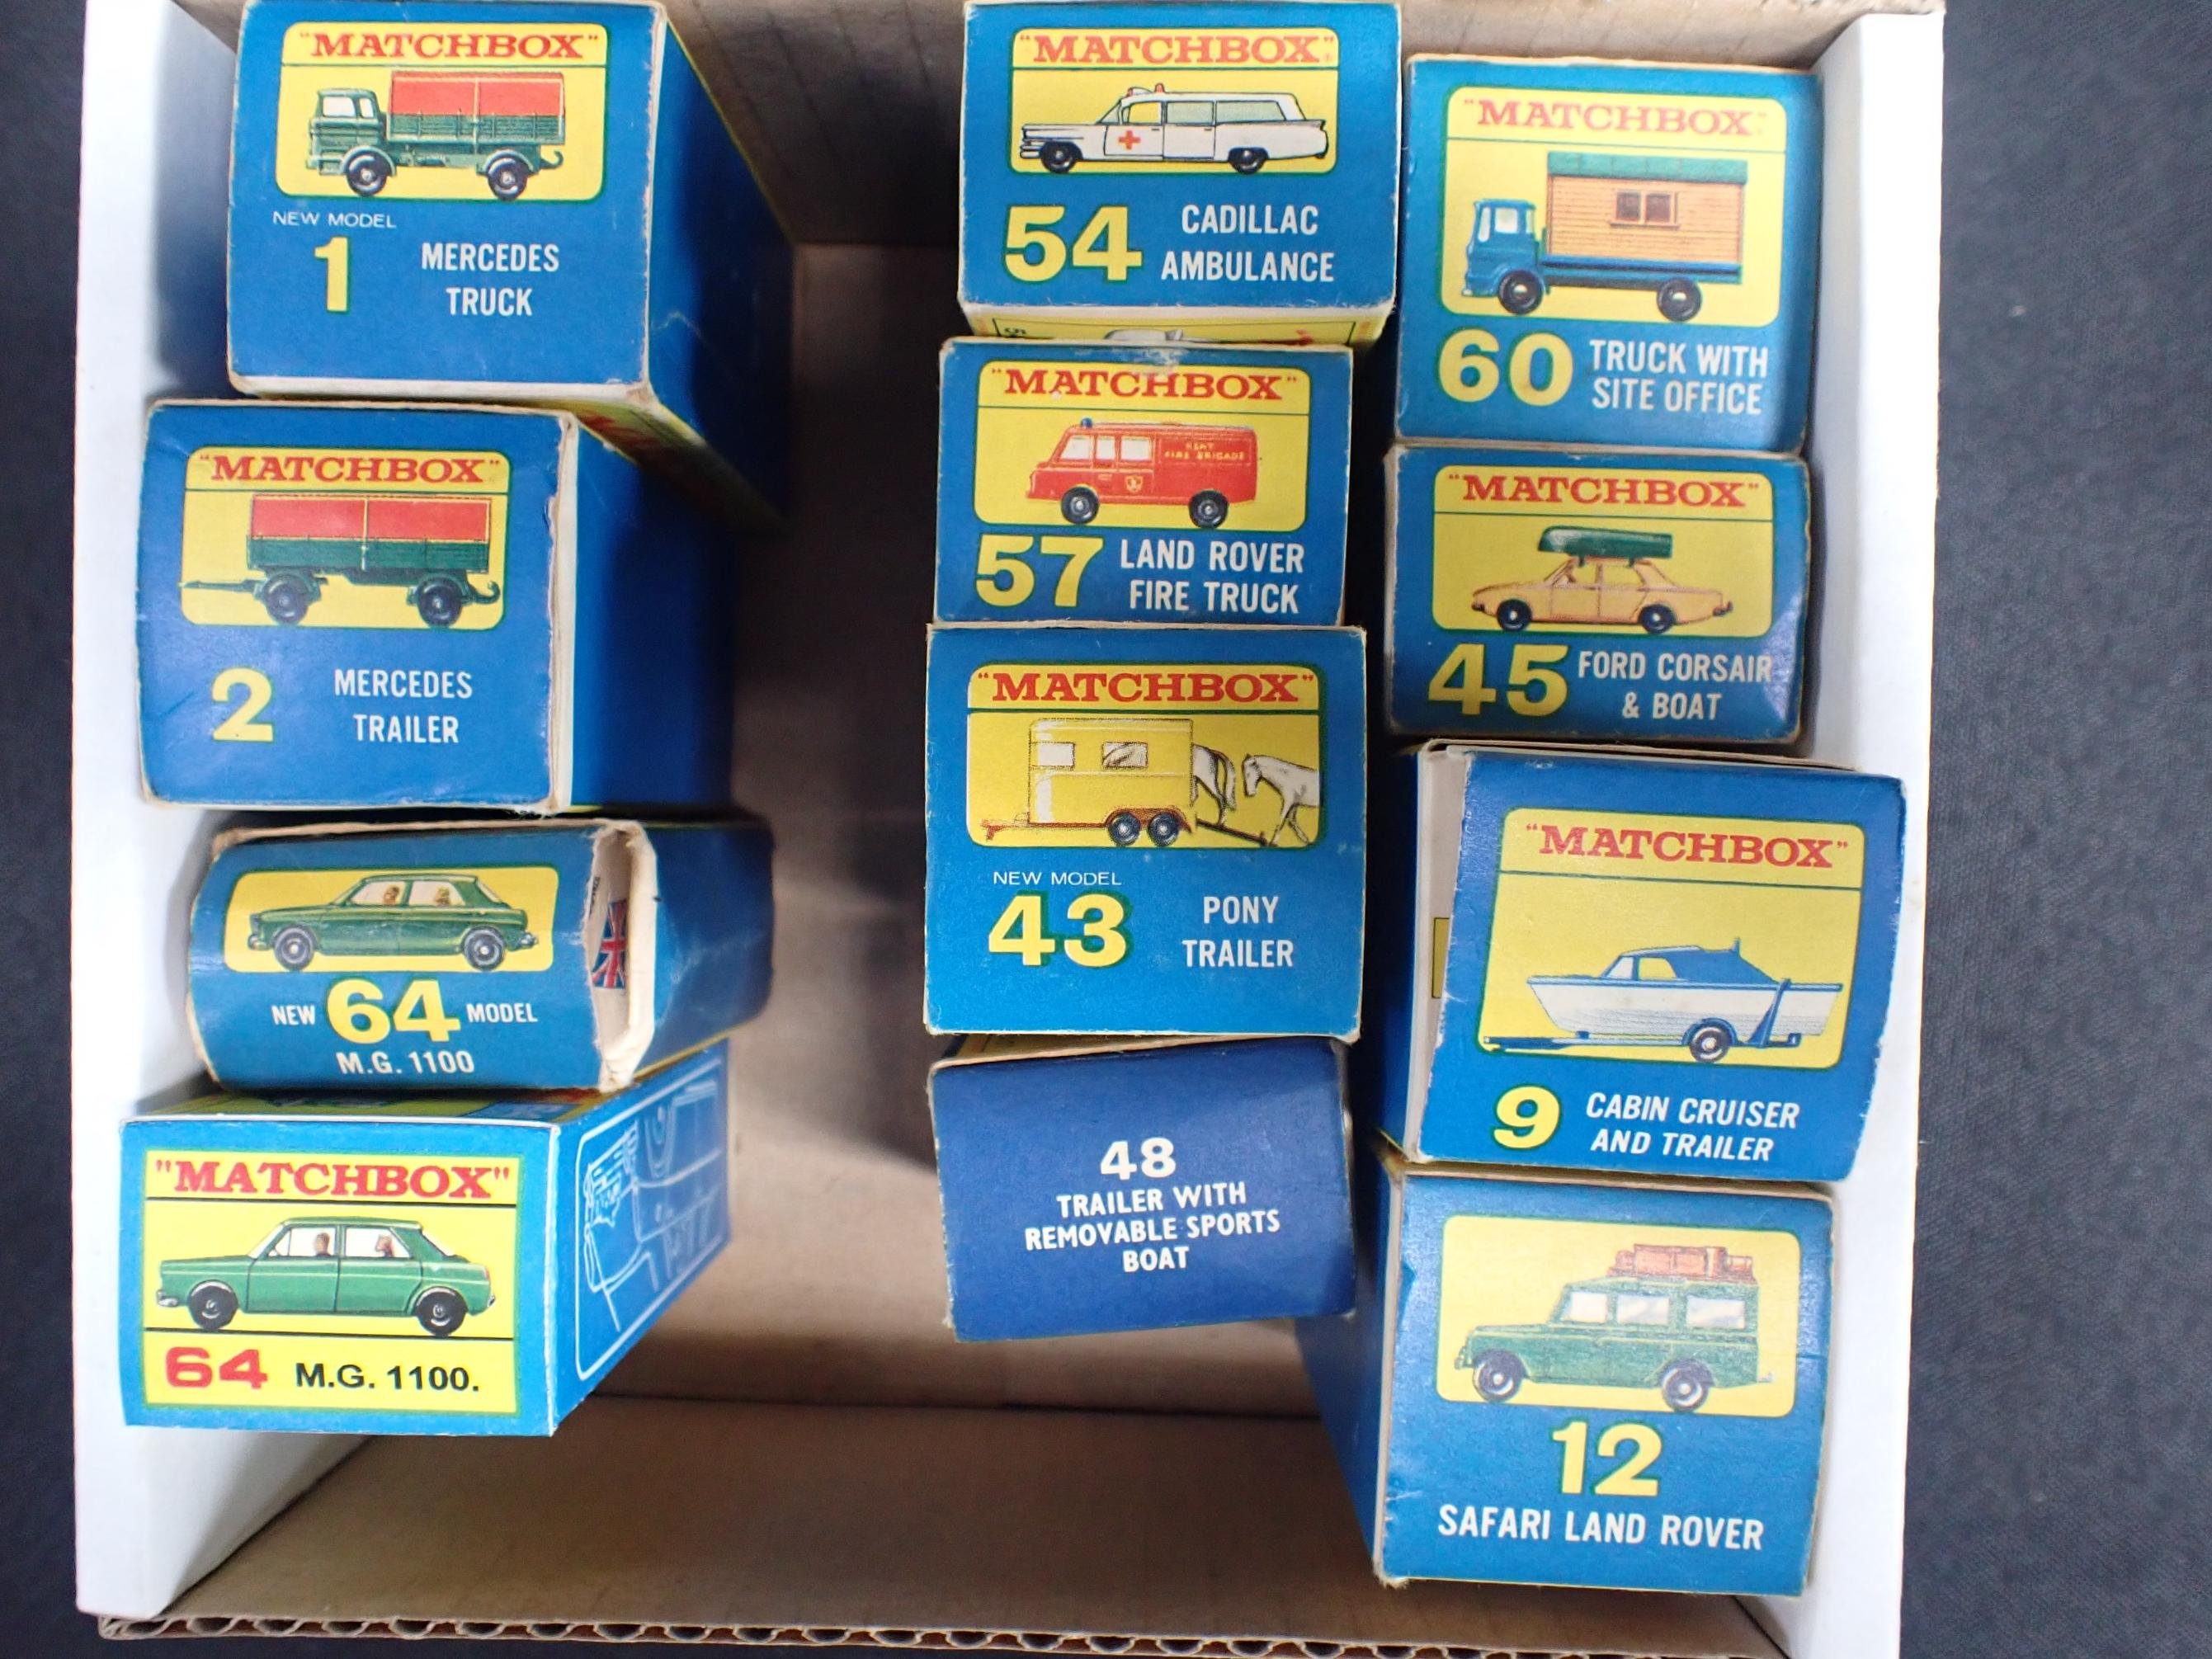 "MATCHBOX"
NEW MODEL
1
MERCEDES
TRUCK
"MATCHBOX"
2
MERCEDES
TRAILER
NEW 64 MODEL
M.G. 1100
"MATCHBOX"
64 M.G. 1100.
"MATCHBOX"
54
CADILLAC
AMBULANCE
"MATCHBOX"
KENT
FIRE BRIGADE
57
LAND ROVER
FIRE TRUCK
"MATCHBOX"
NEW MODEL
43
PONY
TRAILER
48
TRAILER WITH
REMOVABLE SPORTS
BOAT
"MATCHBOX"
60
TRUCK WITH
SITE OFFICE
"MATCHBOX"
45
FORD CORSAIR
& BOAT
"MATCHBOX"
9
CABIN CRUISER
AND TRAILER
12
SAFARI LAND ROVER